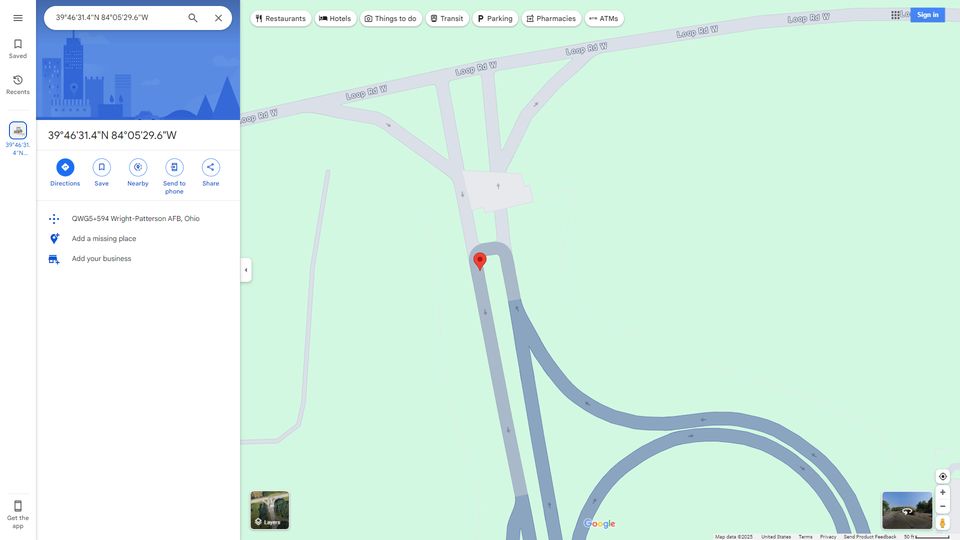 39°46'31.4"N 84°05'29.6"W
Restaurants
Hotels
Things to do
Transit
Parking
Pharmacies
ATMs
Sign in
Saved
Recents
39°46'31.
4"N...
39°46'31.4"N 84°05'29.6"W
Directions
Save
Nearby
Send to
phone
Share
QWG5+594 Wright-Patterson AFB, Ohio
Add a missing place
Add your business
Get the
app
Loop Rd W
Loop Rd W
Loop Rd W
Loop Rd W
Loop Rd W
Loop Rd W
Layers
Google
Map data ©2025
United States
Terms
Privacy
Send Product Feedback
50 ft